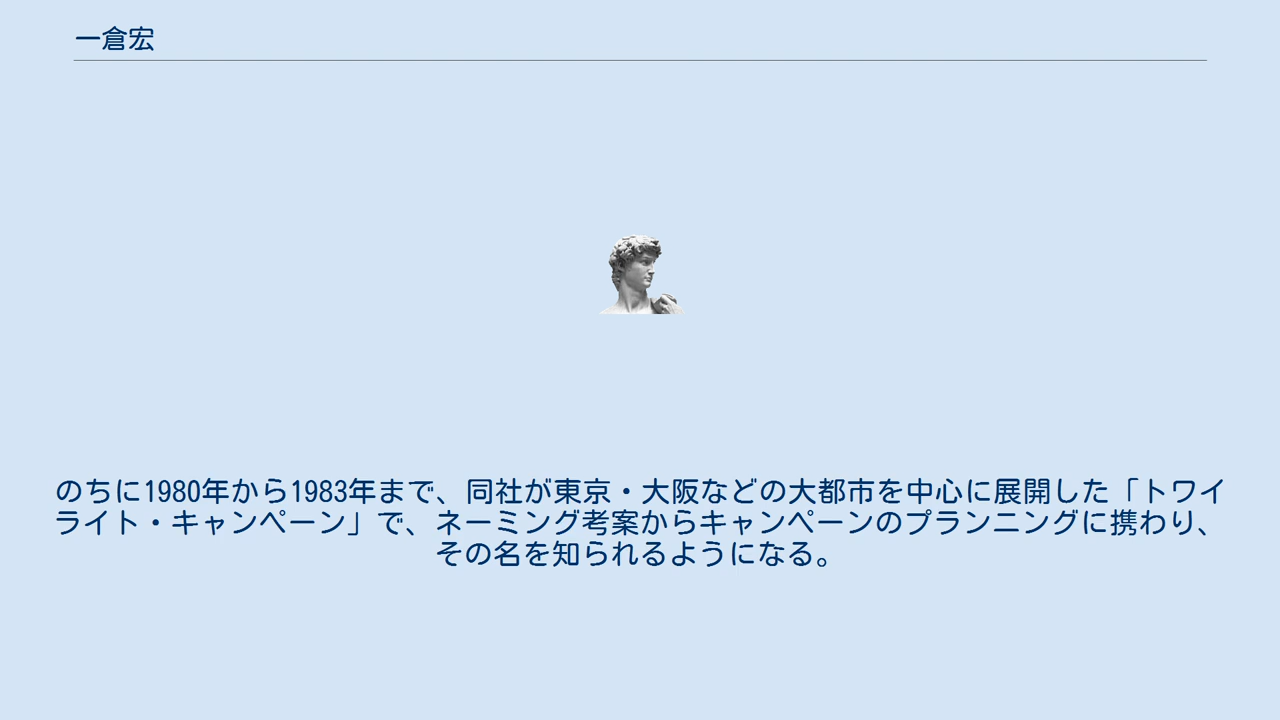 一倉宏
のちに1980年から1983年まで、同社が東京・大阪などの大都市を中心に展開した「トワイ
ライト・キャンペーン」で、ネーミング考案からキャンペーンのプランニングに携わり、
その名を知られるようになる。